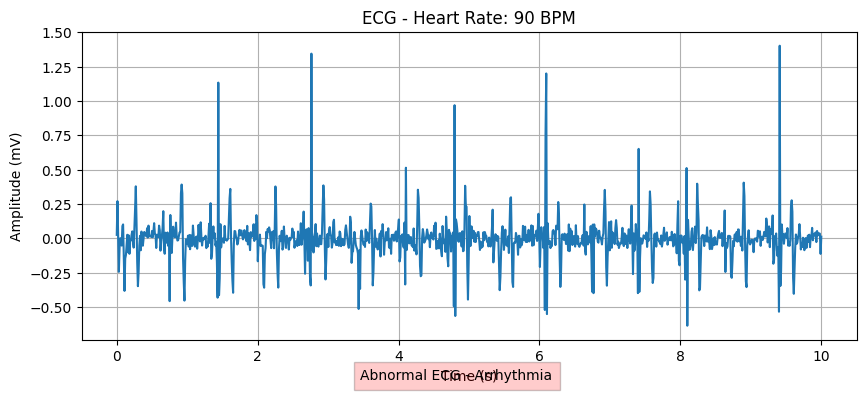 ECG - Heart Rate: 90 BPM
Amplitude (mV)
1.50
1.25
1.00
0.75
0.50
0.25
0.00
−0.25
−0.50
0 2 4 6 8 10
Time (s)
Abnormal ECG - Arrhythmia